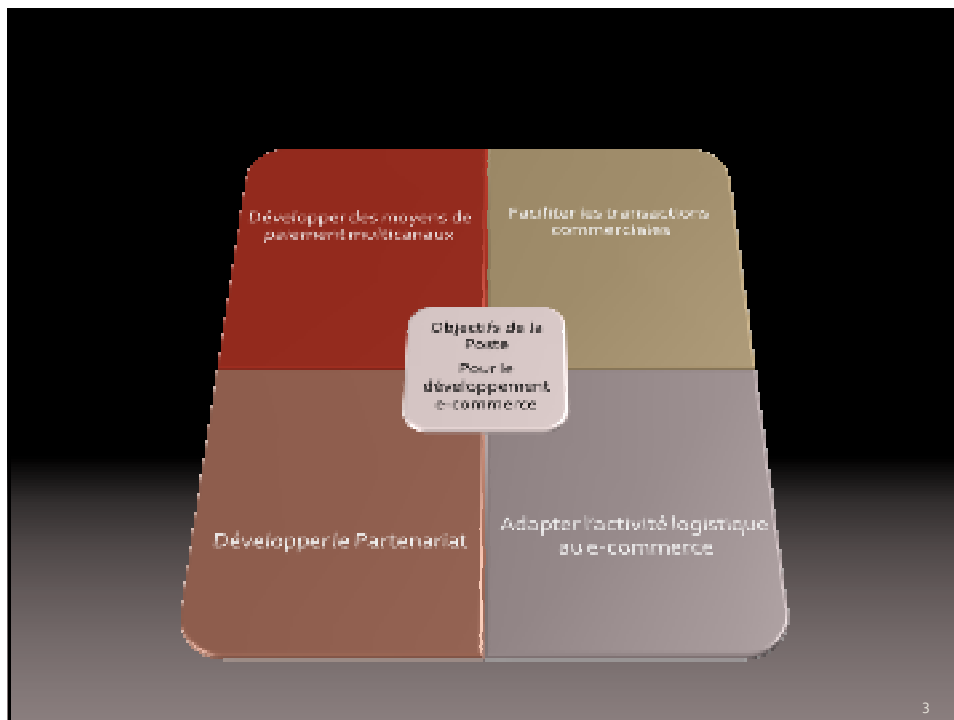 Développer des moyens de
paiement multicanaux
Faciliter les transactions
commerciales
Objectifs de la
Poste
Pour le
développement
e-commerce
Développer le Partenariat
Adapter l'activité logistique
au e-commerce
3